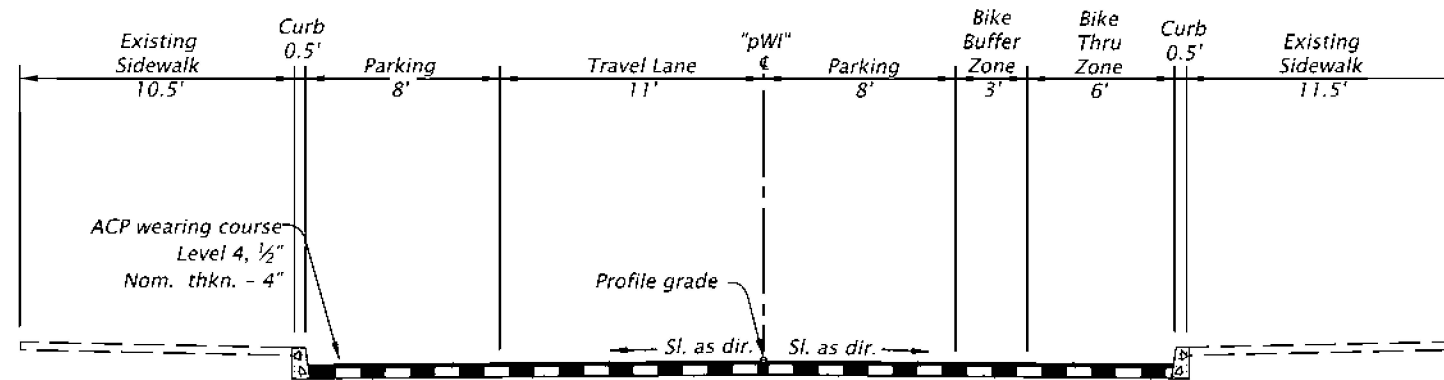 Existing
Sidewalk
10.5'
Curb
0.5'
Parking
8'
Travel Lane
11'
"pWI"
℄
Parking
8'
Bike
Buffer
Zone
3'
Bike
Thru
Zone
6'
Curb
0.5'
Existing
Sidewalk
11.5'
ACP wearing course
Level 4, ½"
Nom. thkn. - 4"
Profile grade
Sl. as dir.
Sl. as dir.